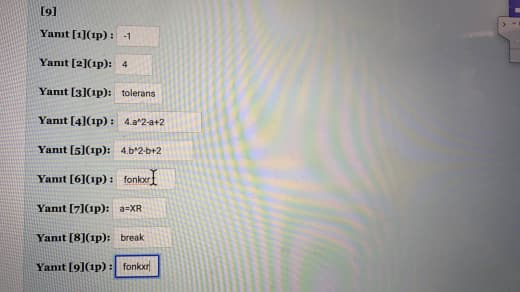 [9]
Yanıt [1](1p): -1
Yanıt [2](1p): 4
Yanıt [3](1p): tolerans
Yanıt [4](1p): 4.a^2-a+2
Yanıt [5](1p): 4.b^2-b+2
Yanıt [6](1p): fonkxr
Yanıt [7](1p): a=XR
Yanıt [8](1p): break
Yanıt [9](1p): fonkxr